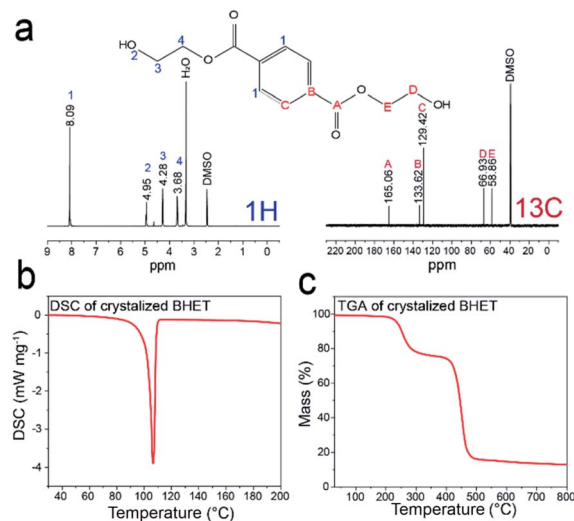 a
O
HO
2
3
4
O
1
1
B
C
A
O
O
E
D
OH
1
8.09
2
4.95
3
4.28
4
3.68
H₂O
DMSO
1H
9 8 7 6 5 4 3 2 1 0
ppm
A
165.06
B
133.62
C
129.42
D
66.93
E
58.86
DMSO
13C
220 180 140 100 60 20 0
ppm
b
DSC of crystalized BHET
DSC (mW mg⁻¹)
0
-1
-2
-3
-4
40 60 80 100 120 140 160 180 200
Temperature (°C)
c
TGA of crystalized BHET
Mass (%)
100
80
60
40
20
0
100 200 300 400 500 600 700 800
Temperature (°C)